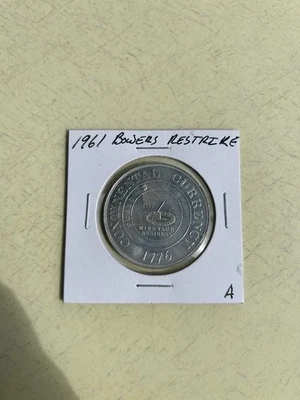 1961 BOWERS RESTRIKE
CONTINENTAL CURRENCY
MIND YOUR
BUSINESS
1776
A